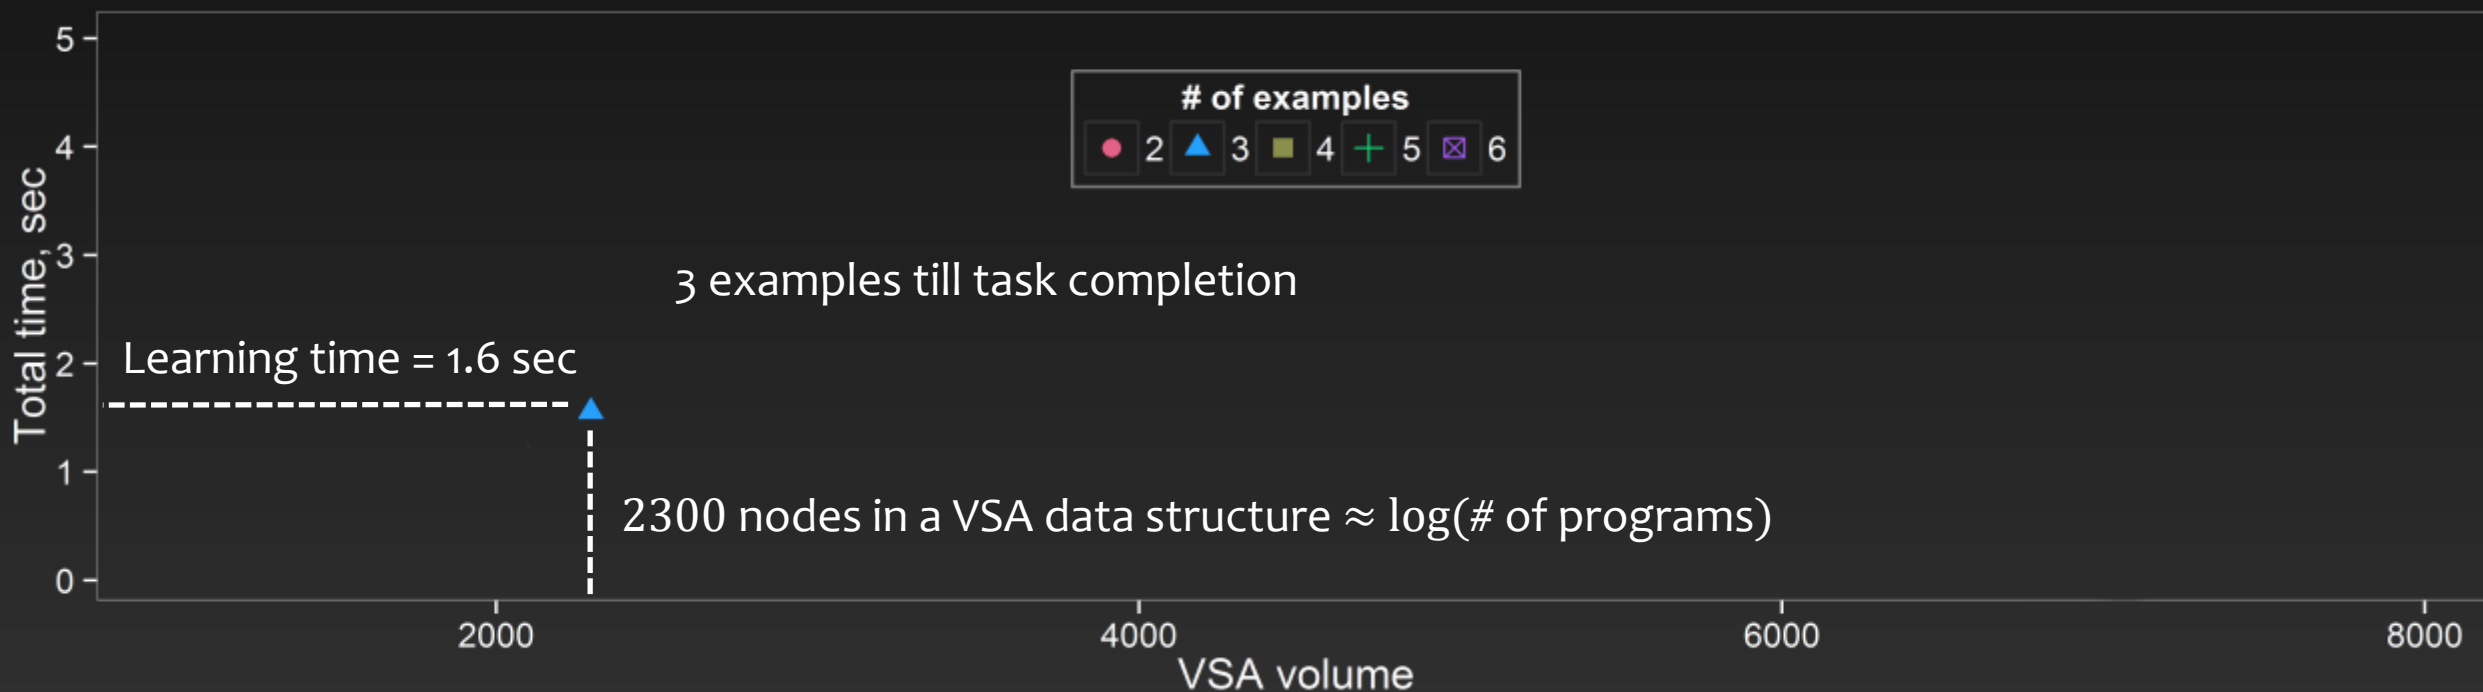 5
# of examples
2 3 4 5 6
4
Total time, sec
3
3 examples till task completion
Learning time = 1.6 sec
2
1
2300 nodes in a VSA data structure ≈ log(# of programs)
0
2000 4000 6000 8000
VSA volume